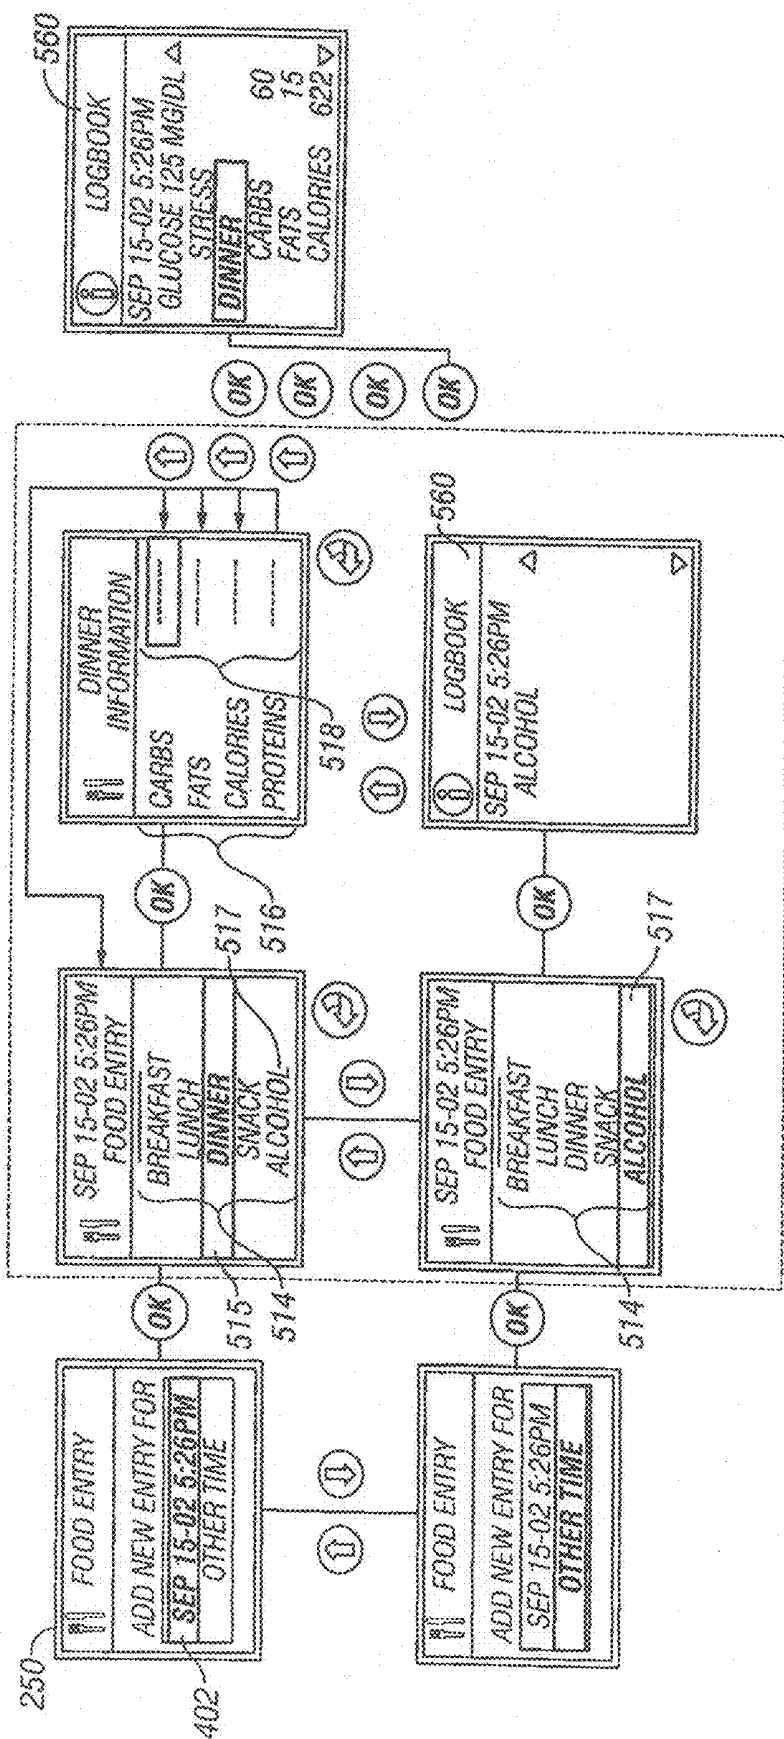 250
FOOD ENTRY
ADD NEW ENTRY FOR
SEP 15-02 5:26PM
OTHER TIME
402
OK
SEP 15-02 5:26PM
FOOD ENTRY
BREAKFAST
LUNCH
DINNER
SNACK
ALCOHOL
515
514
517
516
OK
DINNER
INFORMATION
CARBS
FATS
CALORIES
PROTEINS
518
OK
OK
OK
OK
560
LOGBOOK
SEP 15-02 5:26PM
GLUCOSE 125 MG/DL
STRESS
DINNER
CARBS 60
FATS 15
CALORIES 622
FOOD ENTRY
ADD NEW ENTRY FOR
SEP 15-02 5:26PM
OTHER TIME
OK
SEP 15-02 5:26PM
FOOD ENTRY
BREAKFAST
LUNCH
DINNER
SNACK
ALCOHOL
514
517
OK
560
LOGBOOK
SEP 15-02 5:26PM
ALCOHOL